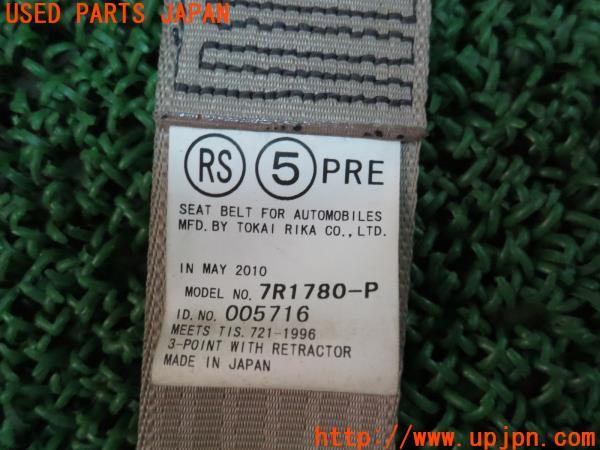 USED PARTS JAPAN
RS 5 PRE
SEAT BELT FOR AUTOMOBILES
MFD. BY TOKAI RIKA CO., LTD.
IN MAY 2010
MODEL NO. 7R1780-P
ID. NO. 005716
MEETS TIS. 721-1996
3-POINT WITH RETRACTOR
MADE IN JAPAN
UPJ
http://www.upjpn.com/